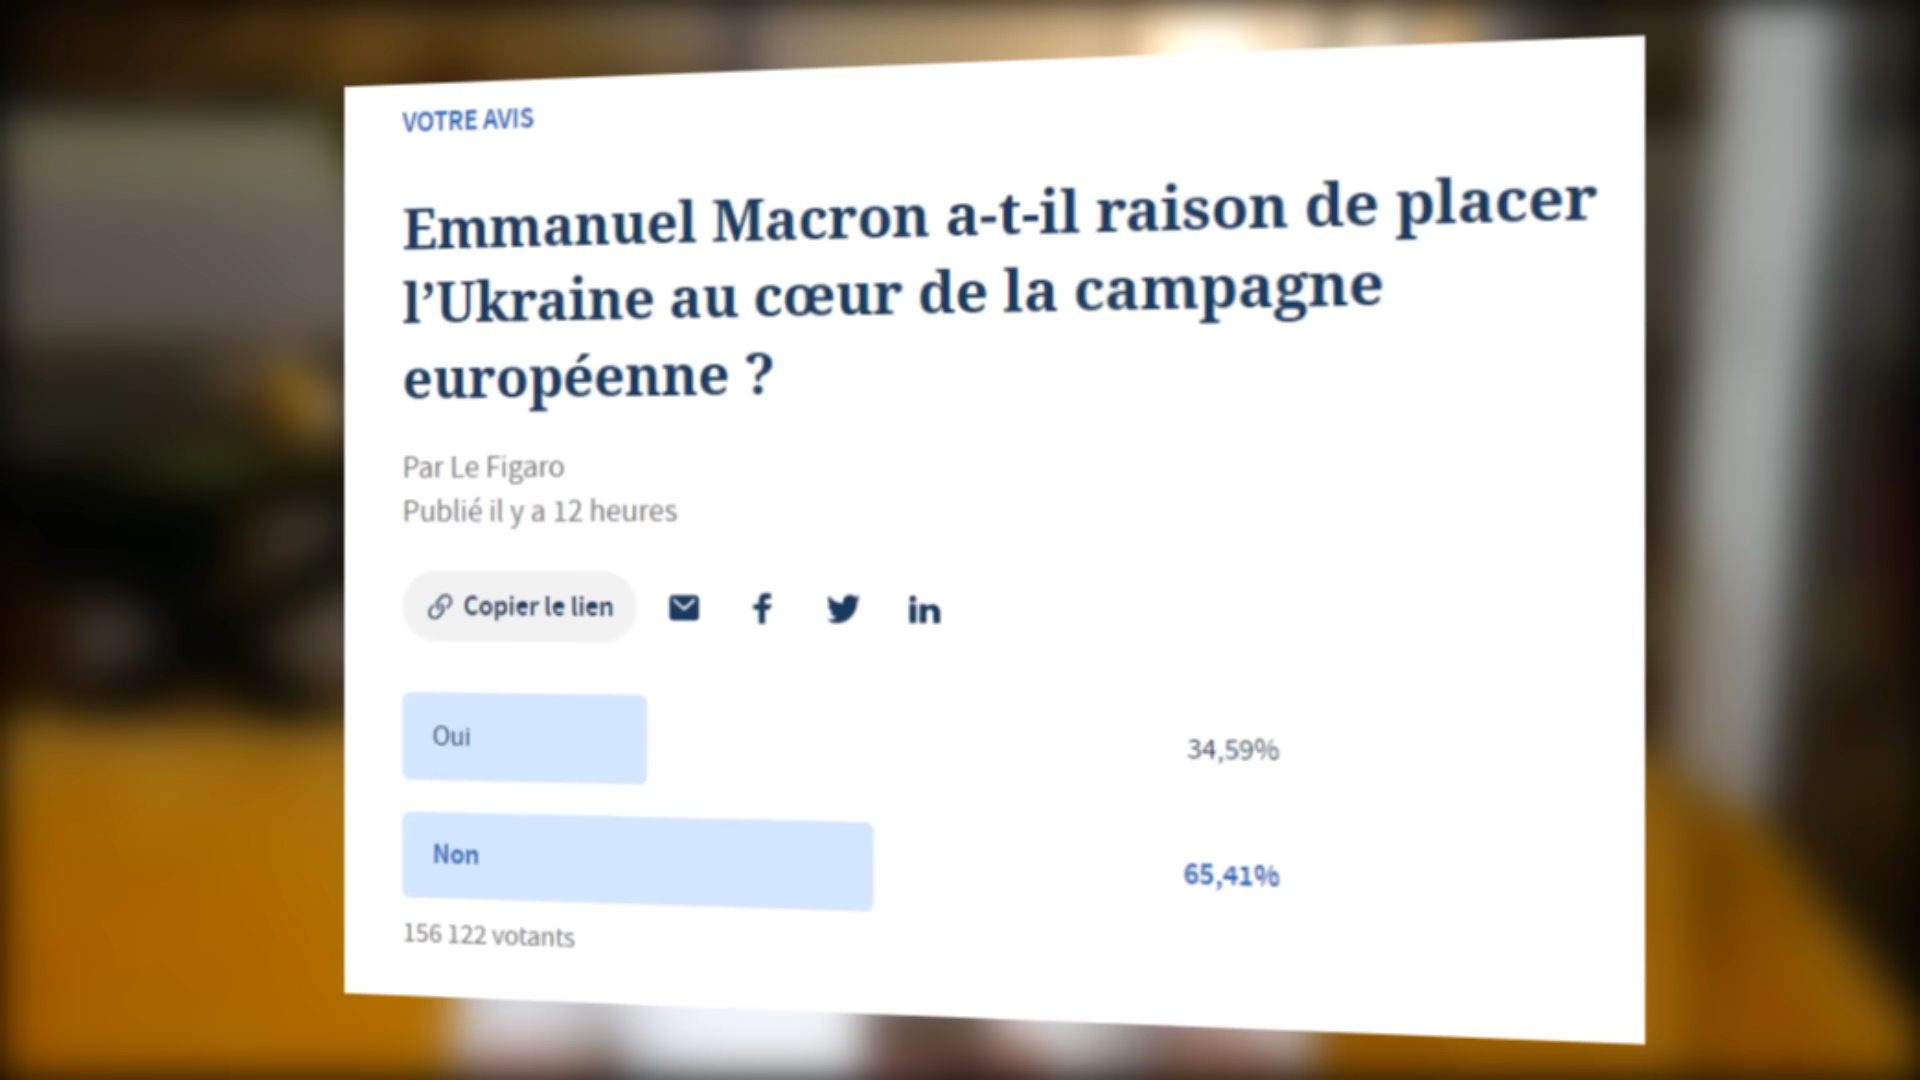 VOTRE AVIS
Emmanuel Macron a-t-il raison de placer
l’Ukraine au cœur de la campagne
européenne ?
Par Le Figaro
Publié il y a 12 heures
Copier le lien
Oui
34,59%
Non
65,41%
156 122 votants